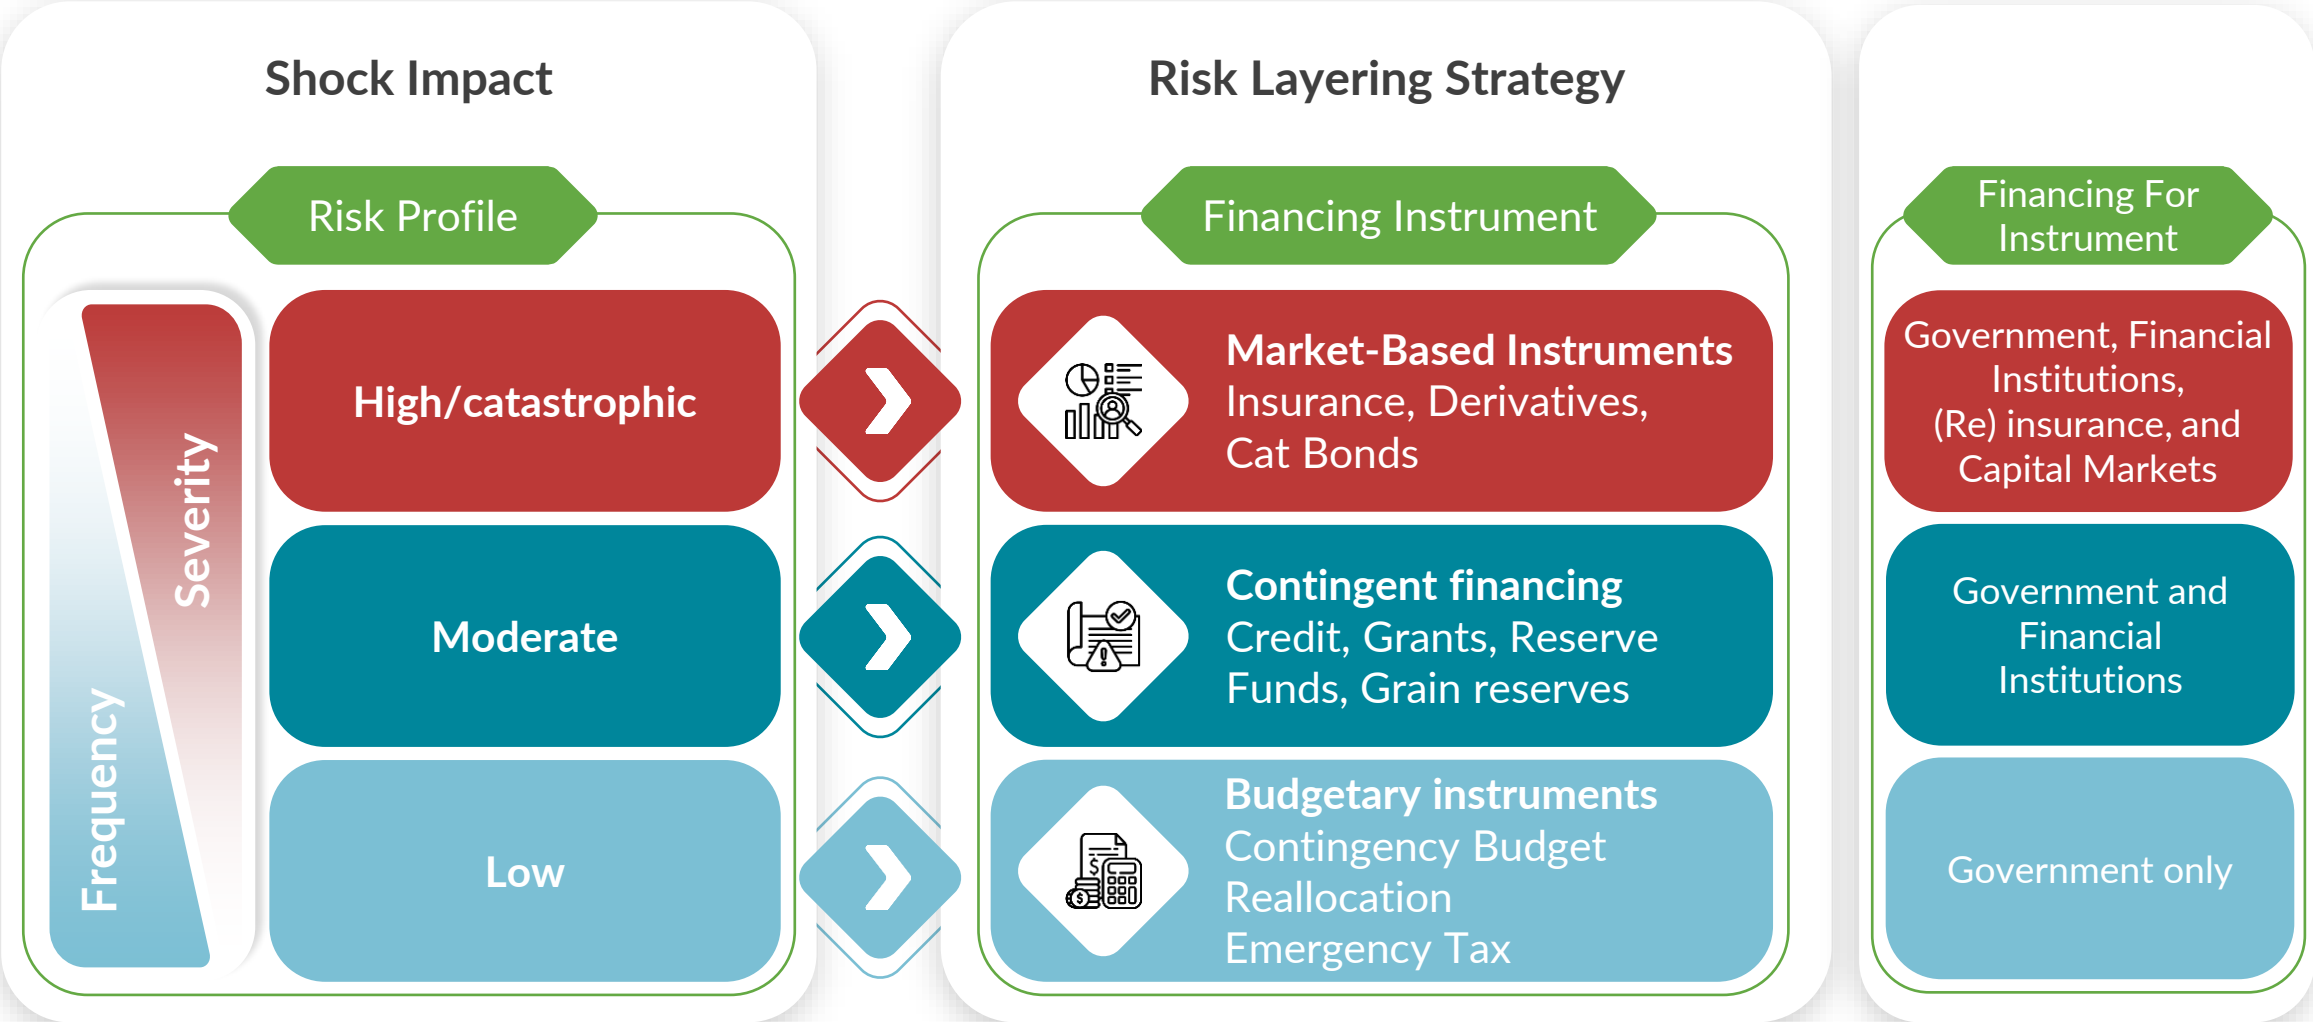 Shock Impact
Risk Profile
Severity
Frequency
High/catastrophic
Moderate
Low
Risk Layering Strategy
Financing Instrument
Market-Based Instruments
Insurance, Derivatives,
Cat Bonds
Contingent financing
Credit, Grants, Reserve
Funds, Grain reserves
Budgetary instruments
Contingency Budget
Reallocation
Emergency Tax
Financing For
Instrument
Government, Financial
Institutions,
(Re) insurance, and
Capital Markets
Government and
Financial
Institutions
Government only